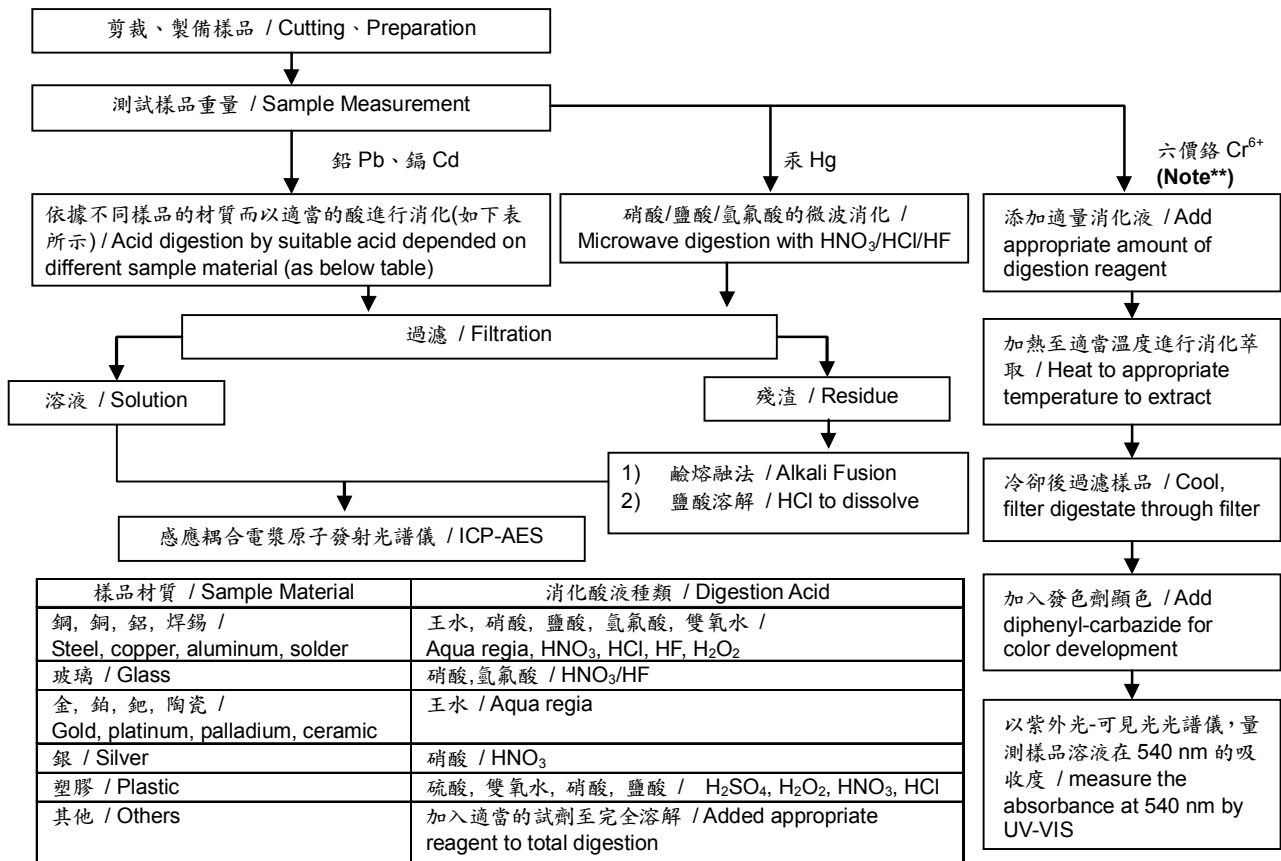 剪裁、製備樣品 / Cutting、Preparation
測試樣品重量 / Sample Measurement
鉛 Pb、鎘 Cd
汞 Hg
六價鉻 Cr6+
(Note**)
依據不同樣品的材質而以適當的酸進行消化(如下表
所示) / Acid digestion by suitable acid depended on
different sample material (as below table)
硝酸/鹽酸/氫氟酸的微波消化 /
Microwave digestion with HNO3/HCl/HF
添加適量消化液 / Add
appropriate amount of
digestion reagent
過濾 / Filtration
加熱至適當溫度進行消化萃
取 / Heat to appropriate
temperature to extract
溶液 / Solution
殘渣 / Residue
1) 鹼熔融法 / Alkali Fusion
2) 鹽酸溶解 / HCl to dissolve
冷卻後過濾樣品 / Cool,
filter digestate through filter
感應耦合電漿原子發射光譜儀 / ICP-AES
加入發色劑顯色 / Add
diphenyl-carbazide for
color development
以紫外光-可見光光譜儀，量
測樣品溶液在 540 nm 的吸
收度 / measure the
absorbance at 540 nm by
UV-VIS
樣品材質 / Sample Material 消化酸液種類 / Digestion Acid
鋼, 銅, 鋁, 焊錫 / 王水, 硝酸, 鹽酸, 氫氟酸, 雙氧水 /
Steel, copper, aluminum, solder Aqua regia, HNO3, HCl, HF, H2O2
玻璃 / Glass 硝酸,氫氟酸 / HNO3/HF
金, 鉑, 鈀, 陶瓷 / 王水 / Aqua regia
Gold, platinum, palladium, ceramic
銀 / Silver 硝酸 / HNO3
塑膠 / Plastic 硫酸, 雙氧水, 硝酸, 鹽酸 / H2SO4, H2O2, HNO3, HCl
其他 / Others 加入適當的試劑至完全溶解 / Added appropriate
reagent to total digestion